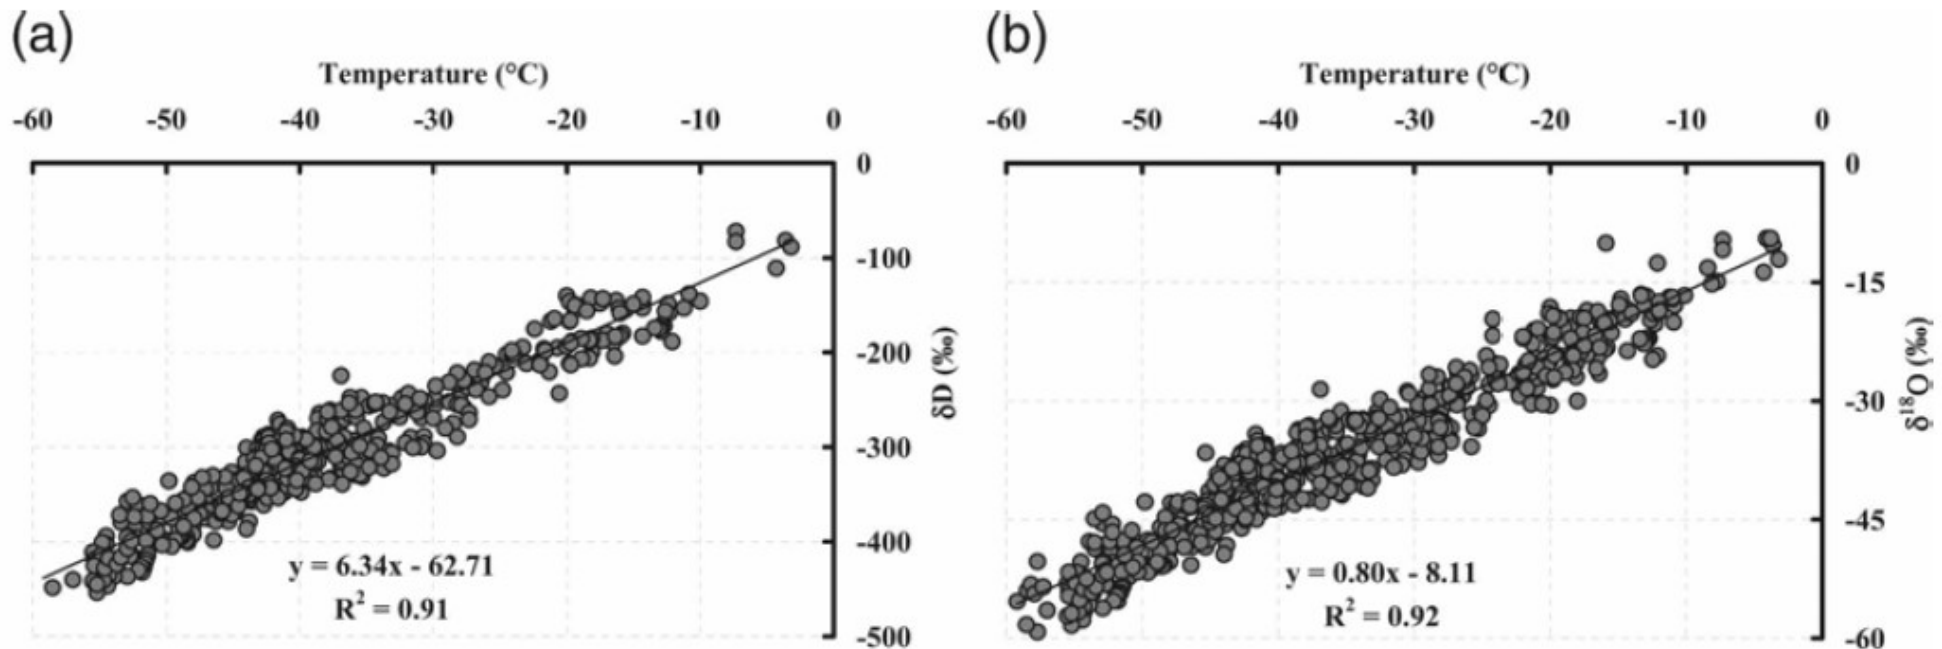 (a)
Temperature (°C)
-60 -50 -40 -30 -20 -10 0
0
-100
-200
-300
-400
-500
δD (‰)
y = 6.34x - 62.71
R² = 0.91
(b)
Temperature (°C)
-60 -50 -40 -30 -20 -10 0
0
-15
-30
-45
-60
δ¹⁸O (‰)
y = 0.80x - 8.11
R² = 0.92